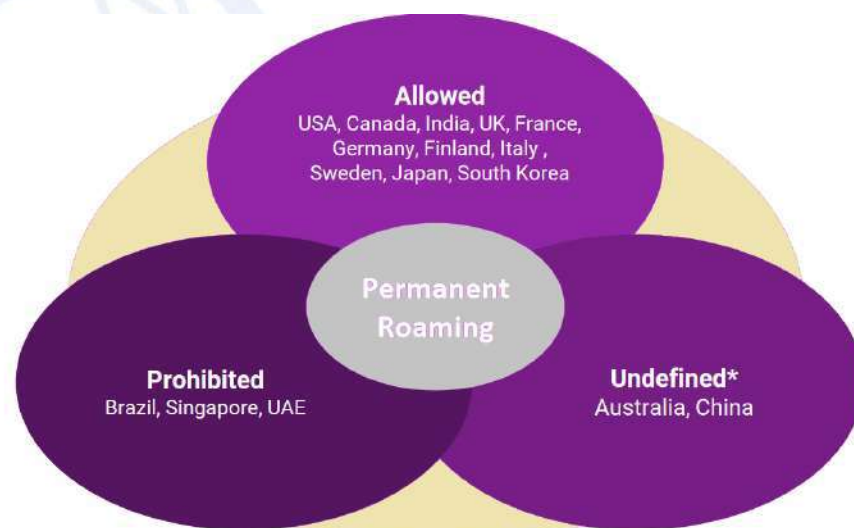 Allowed
USA, Canada, India, UK, France,
Germany, Finland, Italy ,
Sweden, Japan, South Korea
Permanent
Roaming
Prohibited
Brazil, Singapore, UAE
Undefined*
Australia, China